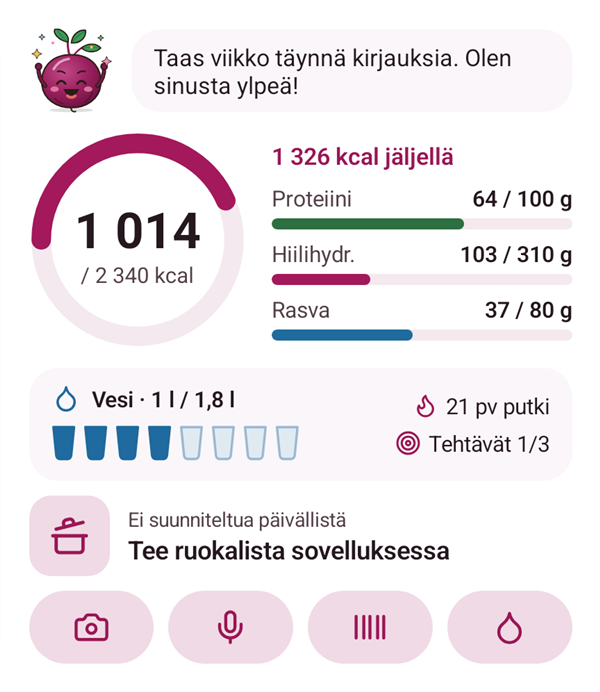 Taas viikko täynnä kirjauksia. Olen
sinusta ylpeä!
1 014
/ 2 340 kcal
1 326 kcal jäljellä
Proteiini 64 / 100 g
Hiilihydr. 103 / 310 g
Rasva 37 / 80 g
Vesi · 1 l / 1,8 l
21 pv putki
Tehtävät 1/3
Ei suunniteltua päivällistä
Tee ruokalista sovelluksessa